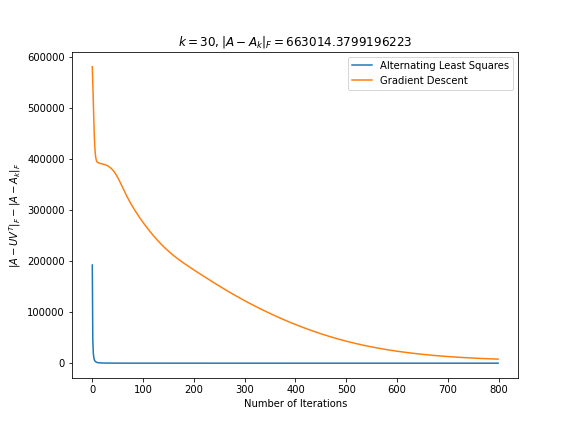 k = 30, |A − A_k|_F = 663014.3799196223
|A − UV^T|_F − |A − A_k|_F
600000
500000
400000
300000
200000
100000
0
Alternating Least Squares
Gradient Descent
0 100 200 300 400 500 600 700 800
Number of Iterations